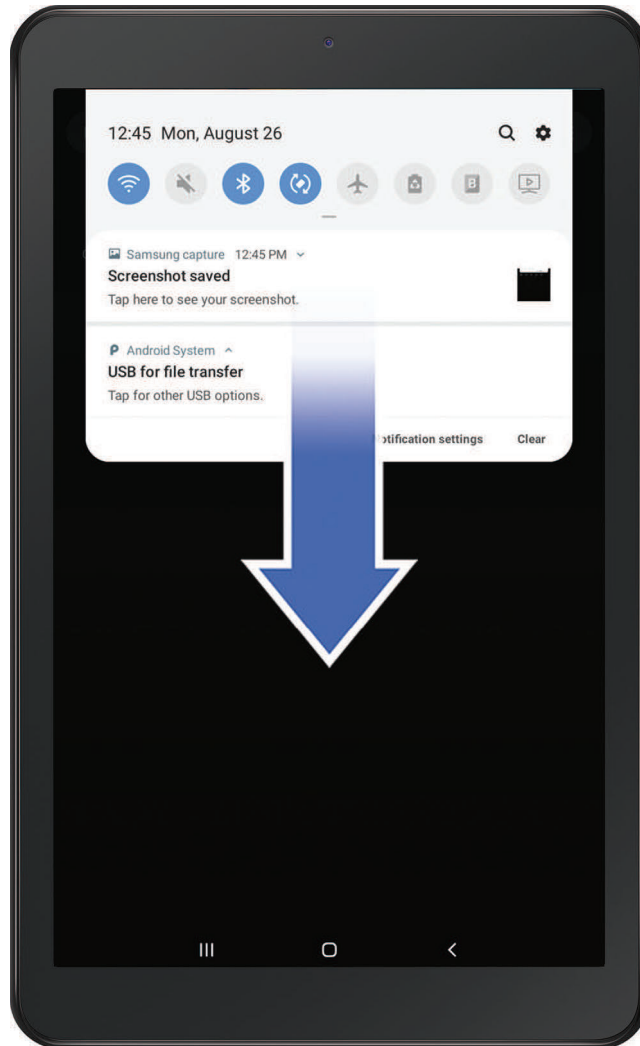 12:45 Mon, August 26
B
Samsung capture 12:45 PM
Screenshot saved
Tap here to see your screenshot.
Android System
USB for file transfer
Tap for other USB options.
settings Clear